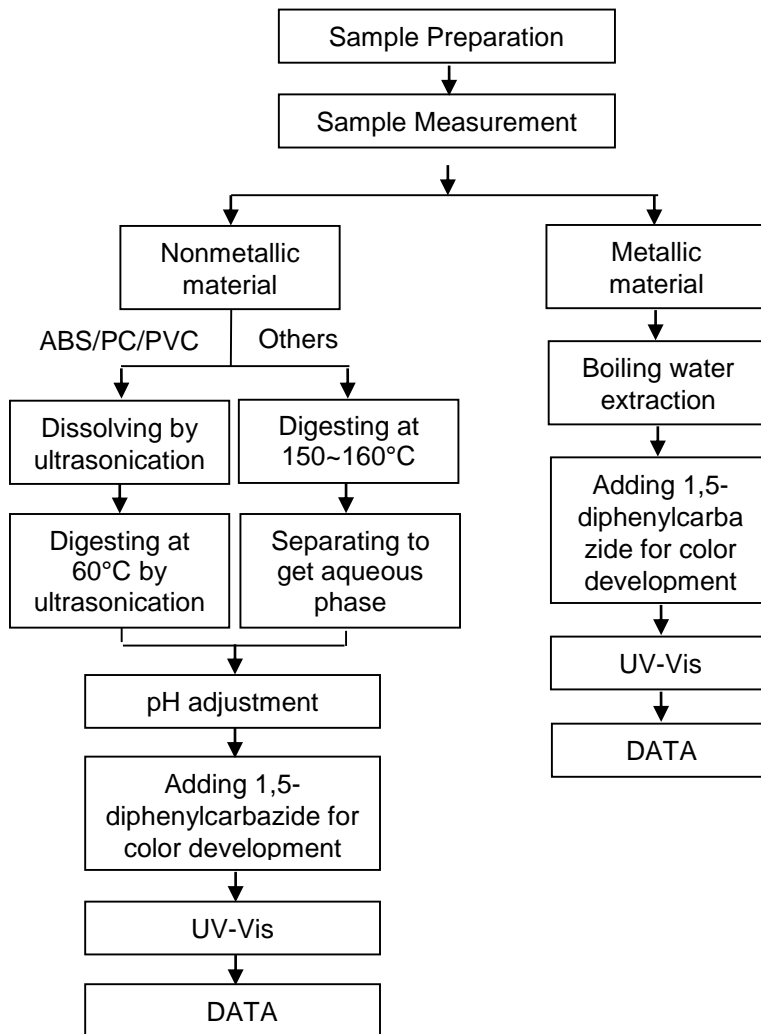 Sample Preparation
Sample Measurement
Nonmetallic
material
Metallic
material
ABS/PC/PVC
Others
Boiling water
extraction
Dissolving by
ultrasonication
Digesting at
150~160°C
Adding 1,5-
diphenylcarba
zide for color
development
Digesting at
60°C by
ultrasonication
Separating to
get aqueous
phase
UV-Vis
pH adjustment
DATA
Adding 1,5-
diphenylcarbazide for
color development
UV-Vis
DATA